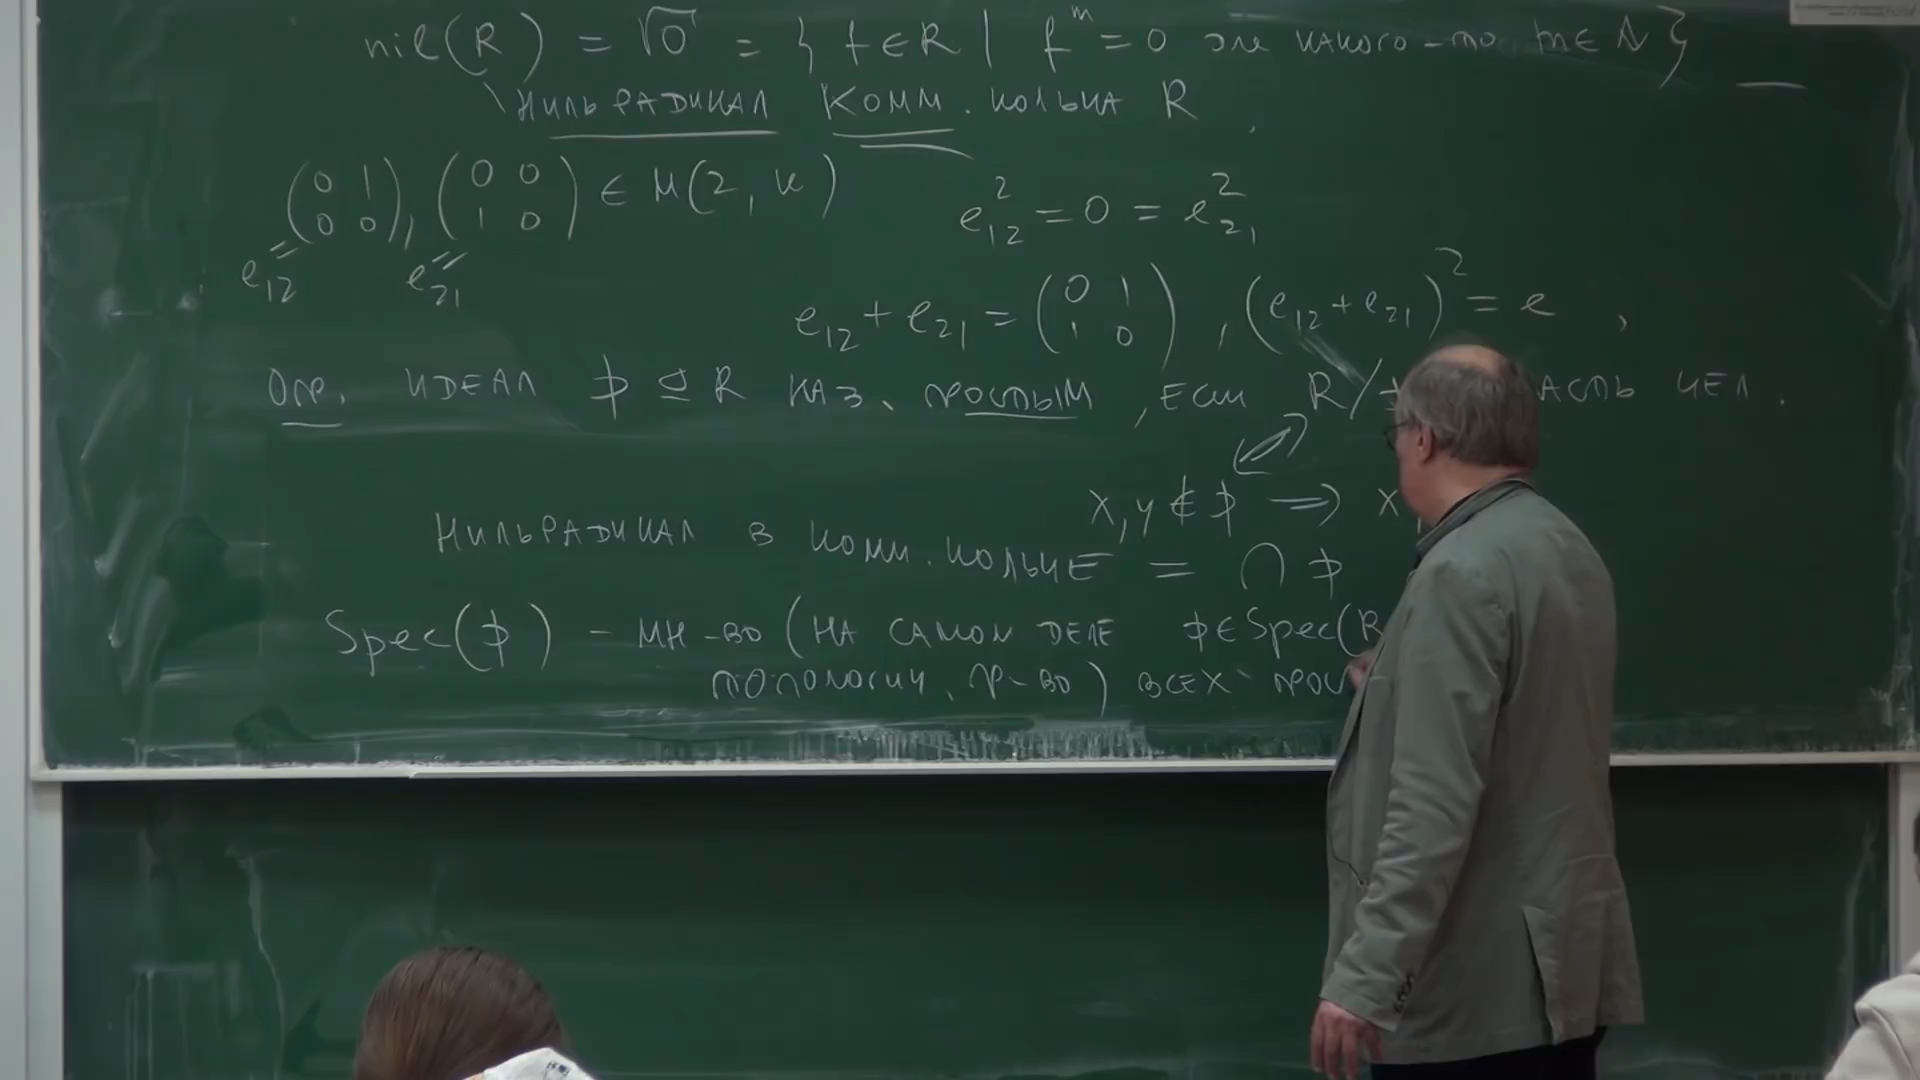 nil(R) = √0 = { f ∈ R | f^m = 0 для какого-то m ∈ N }
НИЛЬРАДИКАЛ КОММ. КОЛЬЦА R
(0 1 / 0 0), (0 0 / 1 0) ∈ M(2, K)
e₁₂ e₂₁
e₁₂² = 0 = e₂₁²
e₁₂ + e₂₁ = (0 1 / 1 0), (e₁₂ + e₂₁)² = e,
Опр. ИДЕАЛ 𝔭 ⊴ R НАЗ. ПРОСТЫМ, ЕСЛИ R/ ЦЕЛ.
⇔
x, y ∉ 𝔭 ⇒ x
НИЛЬРАДИКАЛ В КОММ. КОЛЬЦЕ = ∩ 𝔭
𝔭 ∈ Spec(R
Spec(𝔭) – МН-ВО (НА САМОМ ДЕЛЕ
ТОПОЛОГИЧ. ПР-ВО) ВСЕХ